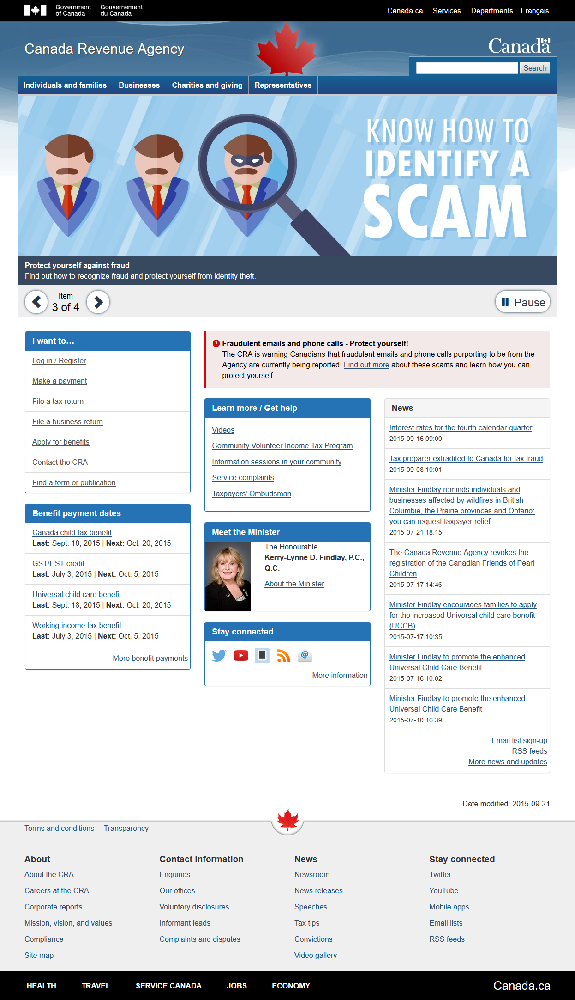 Government
of Canada
Gouvernement
du Canada
Canada.ca
Services
Departments
Français
Canada Revenue Agency
Canada
Search
Individuals and families
Businesses
Charities and giving
Representatives
KNOW HOW TO
IDENTIFY A
SCAM
Protect yourself against fraud
Find out how to recognize fraud and protect yourself from identity theft.
Item
3 of 4
Pause
I want to...
Log in / Register
Make a payment
File a tax return
File a business return
Apply for benefits
Contact the CRA
Find a form or publication
Benefit payment dates
Canada child tax benefit
Last: Sept. 18, 2015 | Next: Oct. 20, 2015
GST/HST credit
Last: July 3, 2015 | Next: Oct. 5, 2015
Universal child care benefit
Last: Sept. 18, 2015 | Next: Oct. 20, 2015
Working income tax benefit
Last: July 3, 2015 | Next: Oct. 5, 2015
More benefit payments
Fraudulent emails and phone calls - Protect yourself!
The CRA is warning Canadians that fraudulent emails and phone calls purporting to be from the
Agency are currently being reported. Find out more about these scams and learn how you can
protect yourself.
Learn more / Get help
Videos
Community Volunteer Income Tax Program
Information sessions in your community
Service complaints
Taxpayers' Ombudsman
Meet the Minister
The Honourable
Kerry-Lynne D. Findlay, P.C.,
Q.C.
About the Minister
Stay connected
More information
News
Interest rates for the fourth calendar quarter
2015-09-16 09:00
Tax preparer extradited to Canada for tax fraud
2015-09-08 10:01
Minister Findlay reminds individuals and
businesses affected by wildfires in British
Columbia, the Prairie provinces and Ontario:
you can request taxpayer relief
2015-07-21 18:15
The Canada Revenue Agency revokes the
registration of the Canadian Friends of Pearl
Children
2015-07-17 14:46
Minister Findlay encourages families to apply
for the increased Universal child care benefit
(UCCB)
2015-07-17 10:35
Minister Findlay to promote the enhanced
Universal Child Care Benefit
2015-07-16 10:02
Minister Findlay to promote the enhanced
Universal Child Care Benefit
2015-07-10 16:39
Email list sign-up
RSS feeds
More news and updates
Date modified: 2015-09-21
Terms and conditions
Transparency
About
About the CRA
Careers at the CRA
Corporate reports
Mission, vision, and values
Compliance
Site map
Contact information
Enquiries
Our offices
Voluntary disclosures
Informant leads
Complaints and disputes
News
Newsroom
News releases
Speeches
Tax tips
Convictions
Video gallery
Stay connected
Twitter
YouTube
Mobile apps
Email lists
RSS feeds
HEALTH
TRAVEL
SERVICE CANADA
JOBS
ECONOMY
Canada.ca